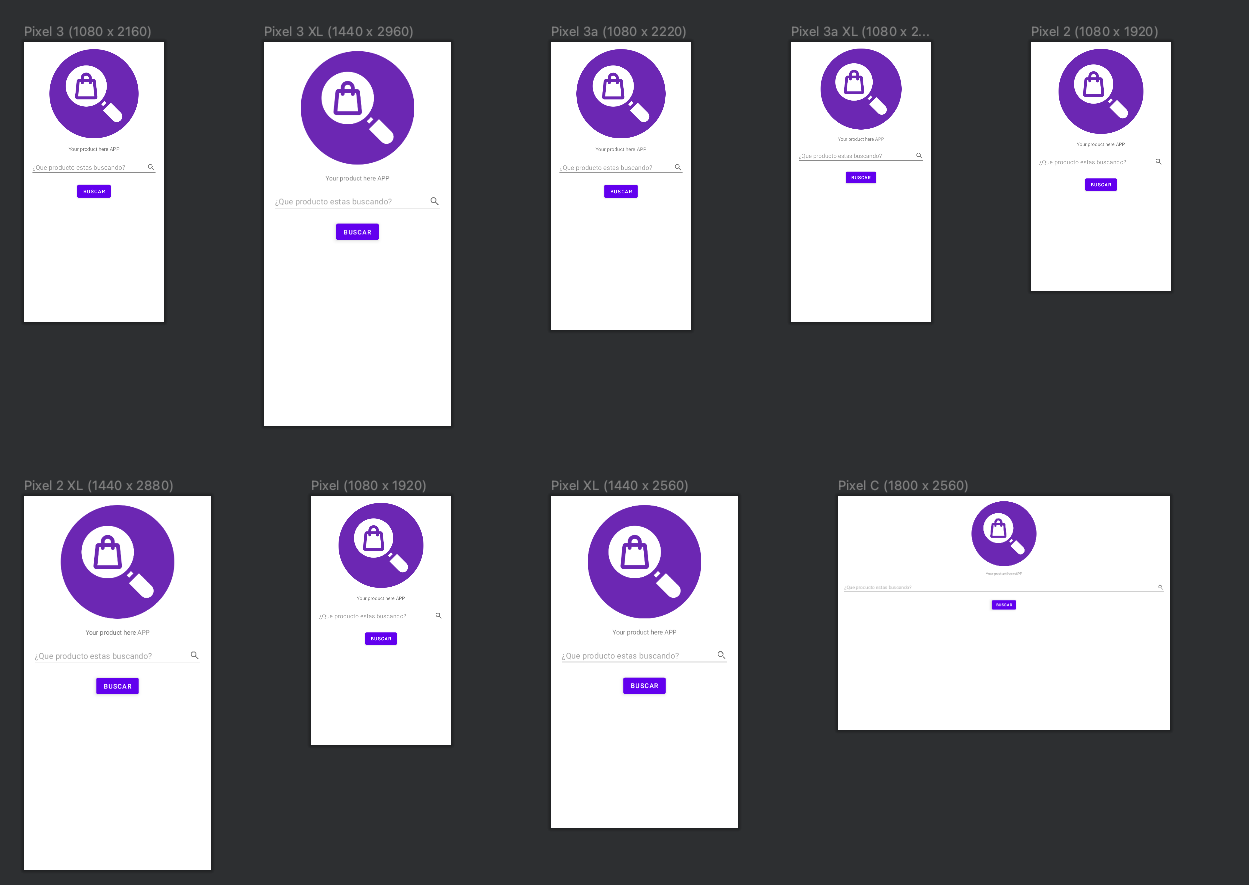 Pixel 3 (1080 x 2160)
Your product here APP
¿Que producto estas buscando?
BUSCAR
Pixel 3 XL (1440 x 2960)
Your product here APP
¿Que producto estas buscando?
BUSCAR
Pixel 3a (1080 x 2220)
Your product here APP
¿Que producto estas buscando?
BUSCAR
Pixel 3a XL (1080 x 2...
Your product here APP
¿Que producto estas buscando?
BUSCAR
Pixel 2 (1080 x 1920)
Your product here APP
¿Que producto estas buscando?
BUSCAR
Pixel 2 XL (1440 x 2880)
Your product here APP
¿Que producto estas buscando?
BUSCAR
Pixel (1080 x 1920)
Your product here APP
¿Que producto estas buscando?
BUSCAR
Pixel XL (1440 x 2560)
Your product here APP
¿Que producto estas buscando?
BUSCAR
Pixel C (1800 x 2560)
Your product here APP
¿Que producto estas buscando?
BUSCAR